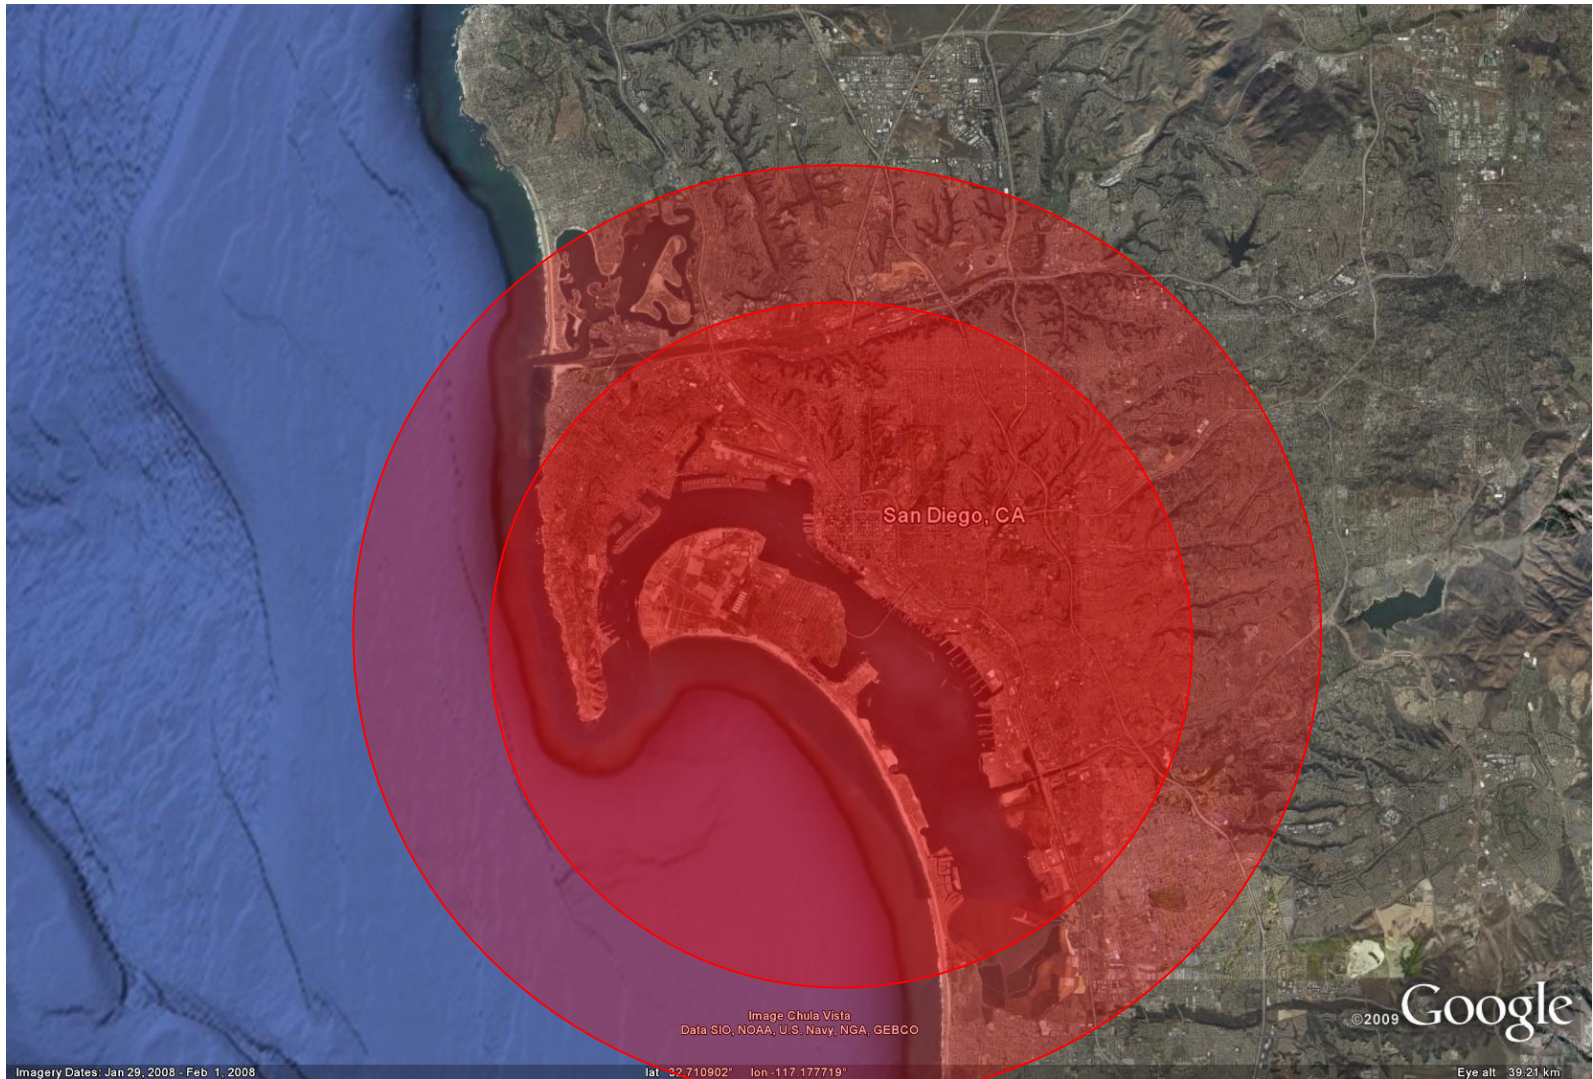 San Diego, CA
Image Chula Vista
Data SIO, NOAA, U.S. Navy, NGA, GEBCO
©2009 Google
Imagery Dates: Jan 29, 2008 - Feb 1, 2008
lat 32.710902° lon -117.177719°
Eye alt 39.21 km